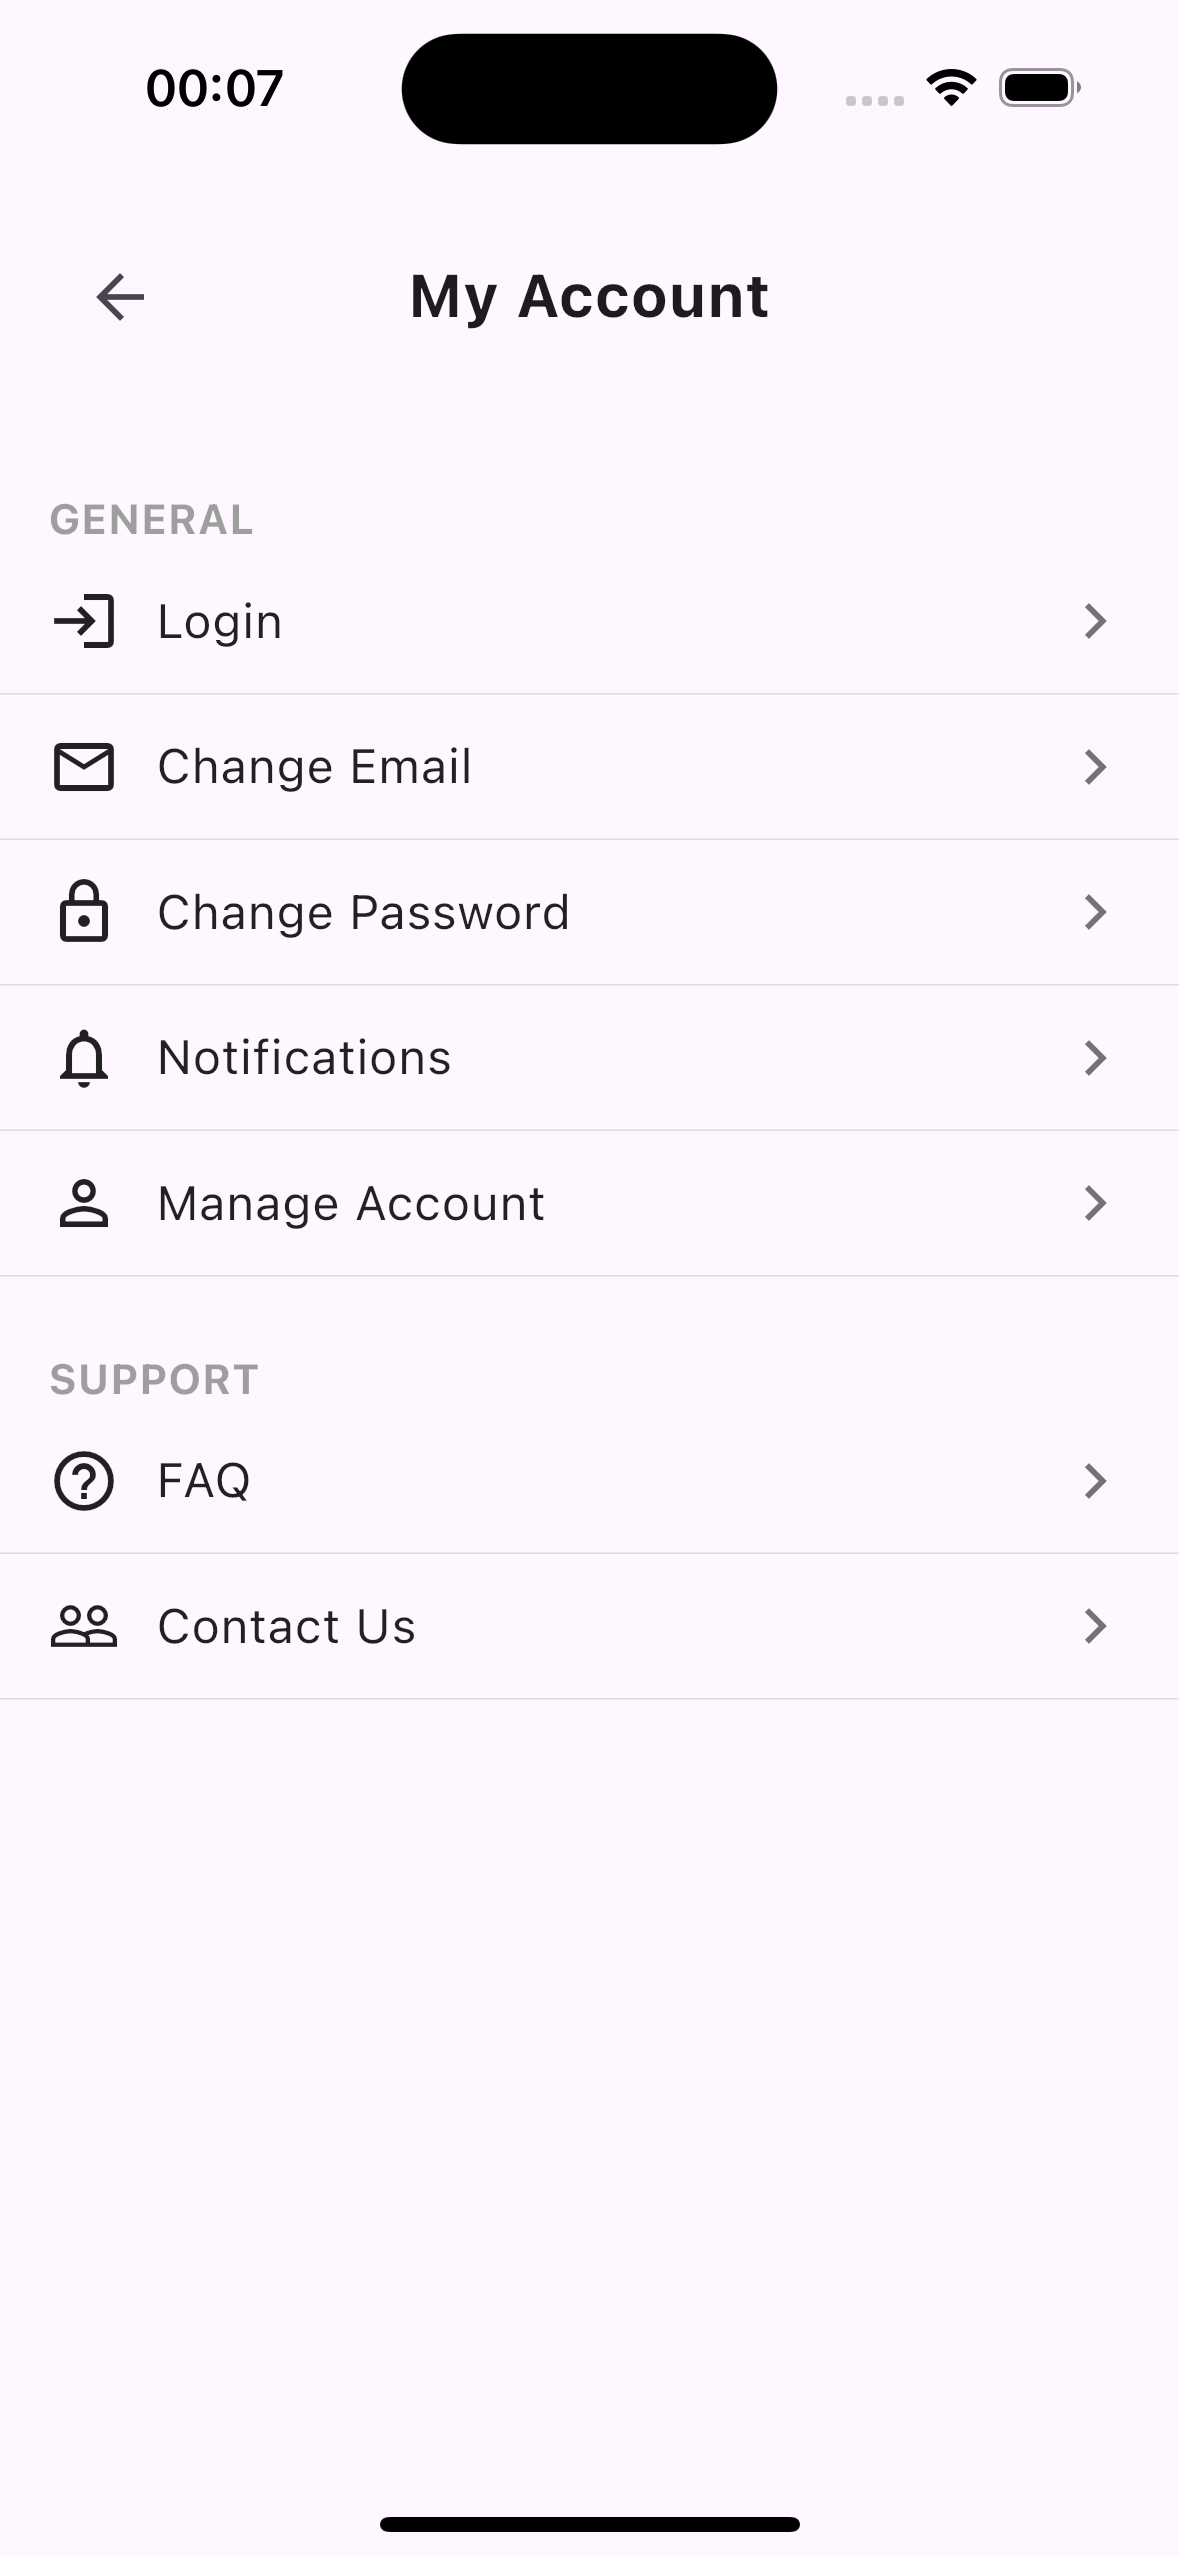 00:07
My Account
GENERAL
Login
Change Email
Change Password
Notifications
Manage Account
SUPPORT
FAQ
Contact Us